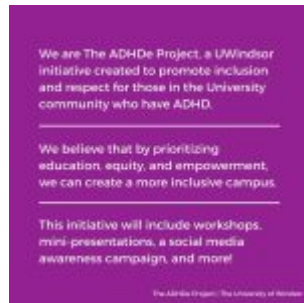 We are The ADHDe Project, a UWindsor
initiative created to promote inclusion
and respect for those in the University
community who have ADHD.
We believe that by prioritizing
education, equity, and empowerment,
we can create a more inclusive campus.
This initiative will include workshops,
mini-presentations, a social media
awareness campaign, and more!
The ADHDe Project | The University of Windsor